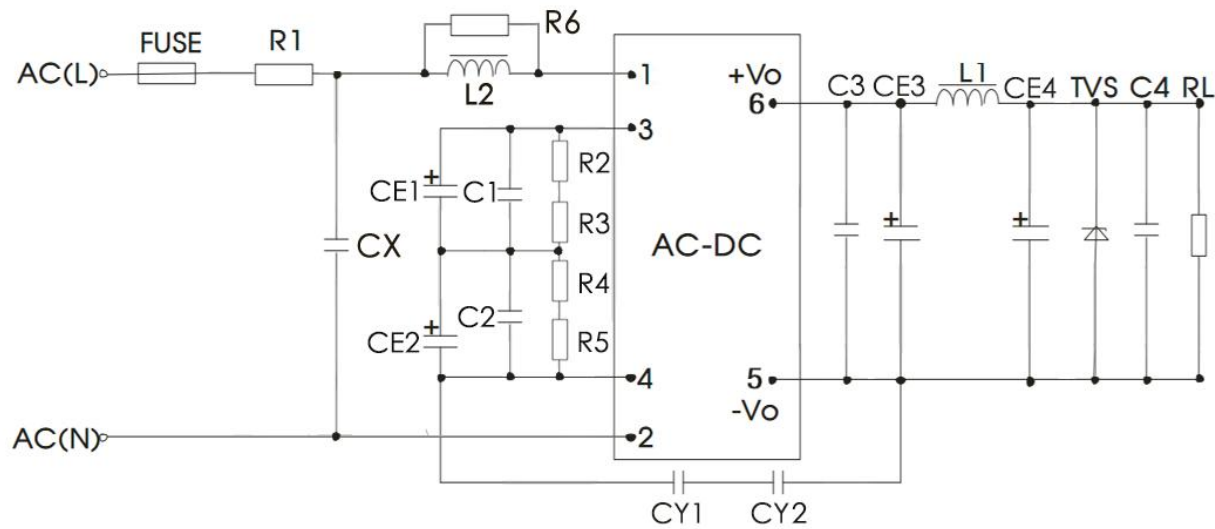 R6
FUSE
R1
AC(L)
L2
1
+Vo
6
C3
CE3
L1
CE4
TVS
C4
RL
3
R2
CE1
+
C1
R3
+
+
CX
AC-DC
R4
CE2
+
C2
R5
4
5
-Vo
AC(N)
2
CY1
CY2